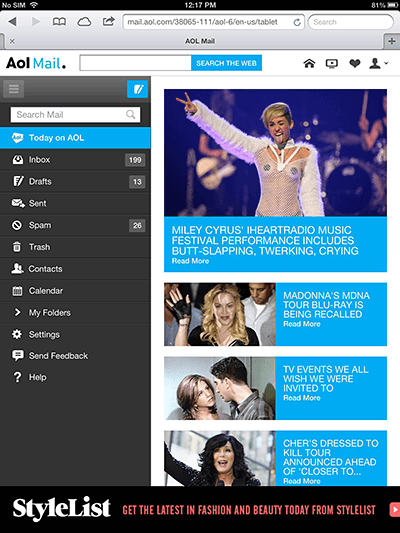 No SIM
12:17 PM
81%
mail.aol.com/38065-111/aol-6/en-us/tablet
Search
AOL Mail
Aol Mail.
SEARCH THE WEB
Search Mail
Aol.
Today on AOL
Inbox 199
Drafts 13
Sent
Spam 26
Trash
Contacts
Calendar
My Folders
Settings
Send Feedback
Help
MILEY CYRUS' IHEARTRADIO MUSIC
FESTIVAL PERFORMANCE INCLUDES
BUTT-SLAPPING, TWERKING, CRYING
Read More
MADONNA'S MDNA
TOUR BLU-RAY IS
BEING RECALLED
Read More
TV EVENTS WE ALL
WISH WE WERE
INVITED TO
Read More
CHER'S DRESSED TO
KILL TOUR
ANNOUNCED AHEAD
OF 'CLOSER TO...
Read More
StyleList
GET THE LATEST IN FASHION AND BEAUTY TODAY FROM STYLELIST